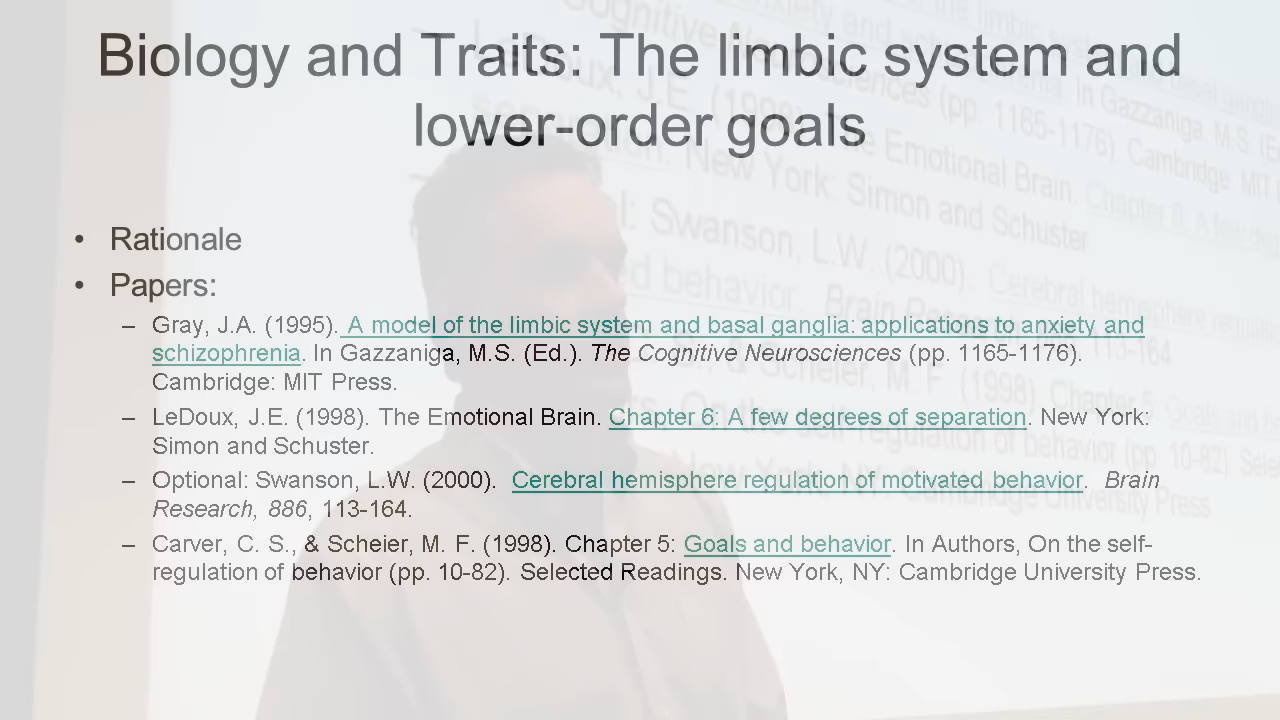 Biology and Traits: The limbic system and
lower-order goals
• Rationale
• Papers:
– Gray, J.A. (1995). A model of the limbic system and basal ganglia: applications to anxiety and
schizophrenia. In Gazzaniga, M.S. (Ed.). The Cognitive Neurosciences (pp. 1165-1176).
Cambridge: MIT Press.
– LeDoux, J.E. (1998). The Emotional Brain. Chapter 6: A few degrees of separation. New York:
Simon and Schuster.
– Optional: Swanson, L.W. (2000). Cerebral hemisphere regulation of motivated behavior. Brain
Research, 886, 113-164.
– Carver, C. S., & Scheier, M. F. (1998). Chapter 5: Goals and behavior. In Authors, On the self-
regulation of behavior (pp. 10-82). Selected Readings. New York, NY: Cambridge University Press.